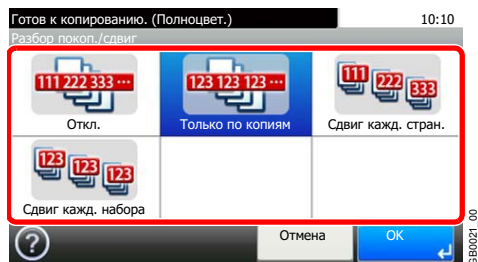 Готов к копированию. (Полноцвет.) 10:10
Разбор покоп./сдвиг
111 222 333 ···
123 123 123 ···
111 222 333
Откл.
Только по копиям
Сдвиг кажд. стран.
123 123 123
Сдвиг кажд. набора
?
Отмена
OK
GB0021_00